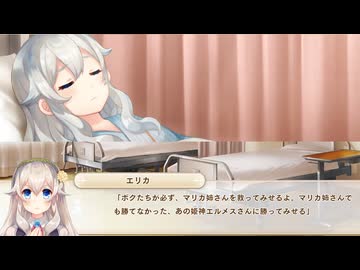 エリカ
「ボクたちが必ず、マリカ姉さんを救ってみせるよ、マリカ姉さんで
も勝てなかった、あの姫神エルメスさんに勝ってみせる」